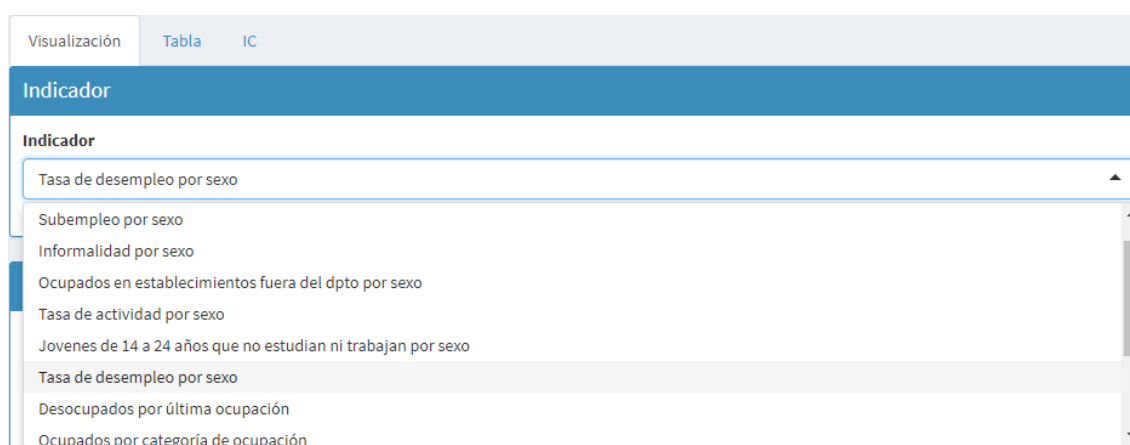 Visualización Tabla IC
Indicador
Indicador
Tasa de desempleo por sexo
Subempleo por sexo
Informalidad por sexo
Ocupados en establecimientos fuera del dpto por sexo
Tasa de actividad por sexo
Jovenes de 14 a 24 años que no estudian ni trabajan por sexo
Tasa de desempleo por sexo
Desocupados por última ocupación
Ocupados por categoría de ocupación